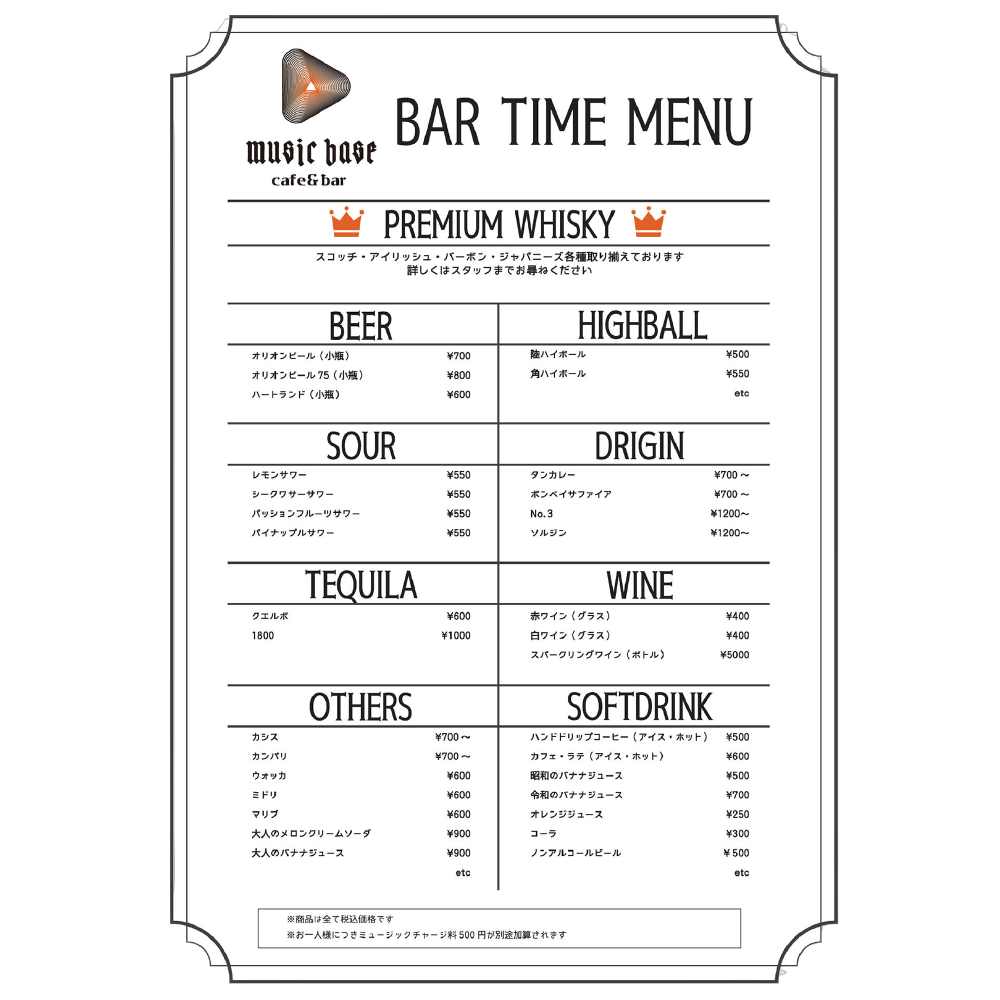 music base
cafe&bar
BAR TIME MENU
PREMIUM WHISKY
スコッチ・アイリッシュ・バーボン・ジャパニーズ各種取り揃えております
詳しくはスタッフまでお尋ねください
BEER
オリオンビール（小瓶） ¥700
オリオンビール 75（小瓶） ¥800
ハートランド（小瓶） ¥600
HIGHBALL
陸ハイボール ¥500
角ハイボール ¥550
etc
SOUR
レモンサワー ¥550
シークワサーサワー ¥550
パッションフルーツサワー ¥550
パイナップルサワー ¥550
DRIGIN
タンカレー ¥700～
ボンベイサファイア ¥700～
No.3 ¥1200～
ソルジン ¥1200～
TEQUILA
クエルボ ¥600
1800 ¥1000
WINE
赤ワイン（グラス） ¥400
白ワイン（グラス） ¥400
スパークリングワイン（ボトル） ¥5000
OTHERS
カシス ¥700～
カンパリ ¥700～
ウォッカ ¥600
ミドリ ¥600
マリブ ¥600
大人のメロンクリームソーダ ¥900
大人のバナナジュース ¥900
etc
SOFTDRINK
ハンドドリップコーヒー（アイス・ホット） ¥500
カフェ・ラテ（アイス・ホット） ¥600
昭和のバナナジュース ¥500
令和のバナナジュース ¥700
オレンジジュース ¥250
コーラ ¥300
ノンアルコールビール ¥500
etc
※商品は全て税込価格です
※お一人様につきミュージックチャージ料 500 円が別途加算されます